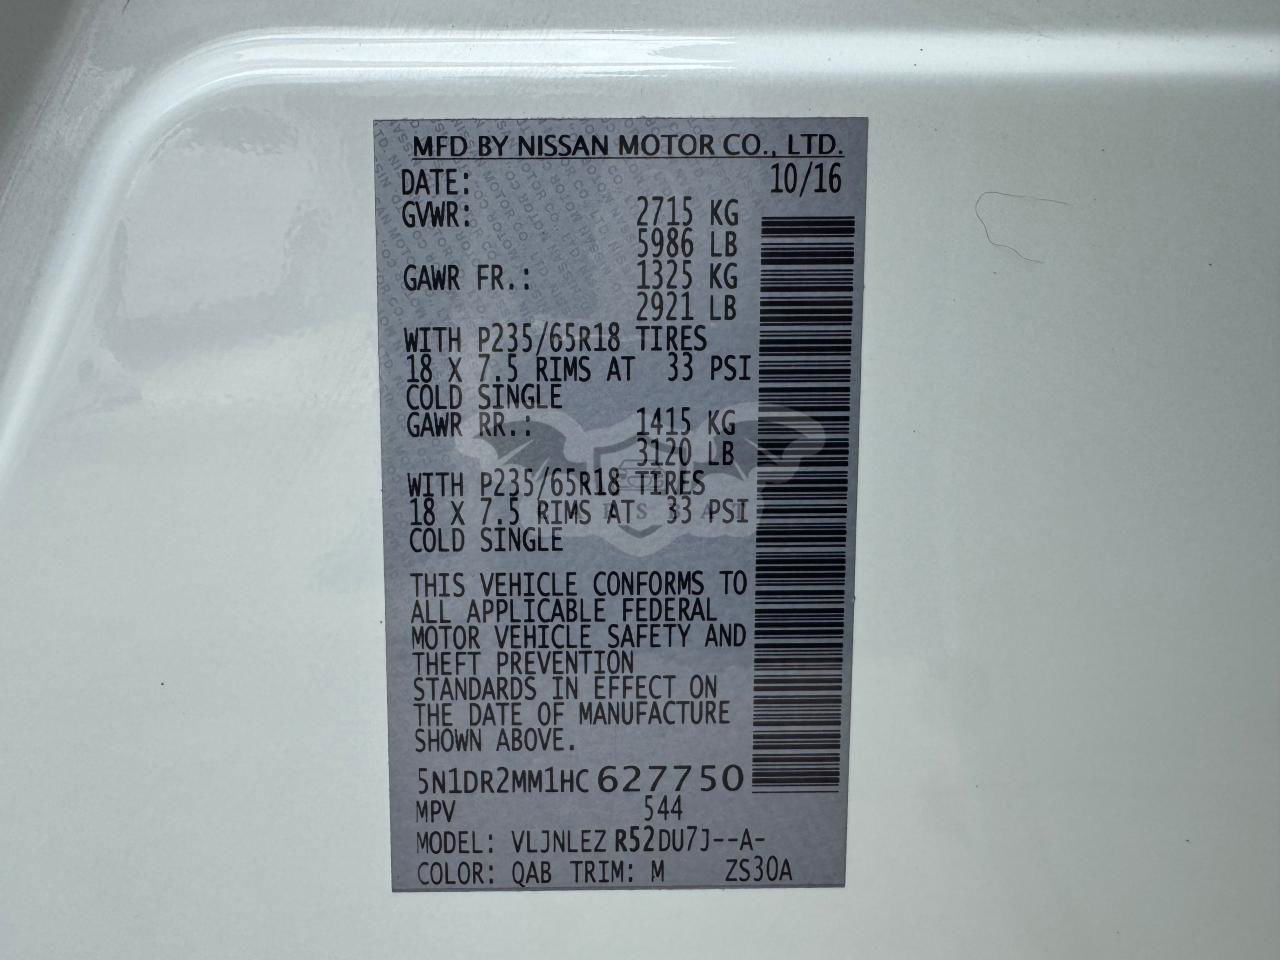 MFD BY NISSAN MOTOR CO., LTD.
DATE: 10/16
GVWR: 2715 KG
5986 LB
GAWR FR.: 1325 KG
2921 LB
WITH P235/65R18 TIRES
18 X 7.5 RIMS AT 33 PSI
COLD SINGLE
GAWR RR.: 1415 KG
3120 LB
WITH P235/65R18 TIRES
18 X 7.5 RIMS AT 33 PSI
COLD SINGLE
THIS VEHICLE CONFORMS TO
ALL APPLICABLE FEDERAL
MOTOR VEHICLE SAFETY AND
THEFT PREVENTION
STANDARDS IN EFFECT ON
THE DATE OF MANUFACTURE
SHOWN ABOVE.
5N1DR2MM1HC627750
MPV 544
MODEL: VLJNLEZ R52DU7J--A-
COLOR: QAB TRIM: M ZS30A